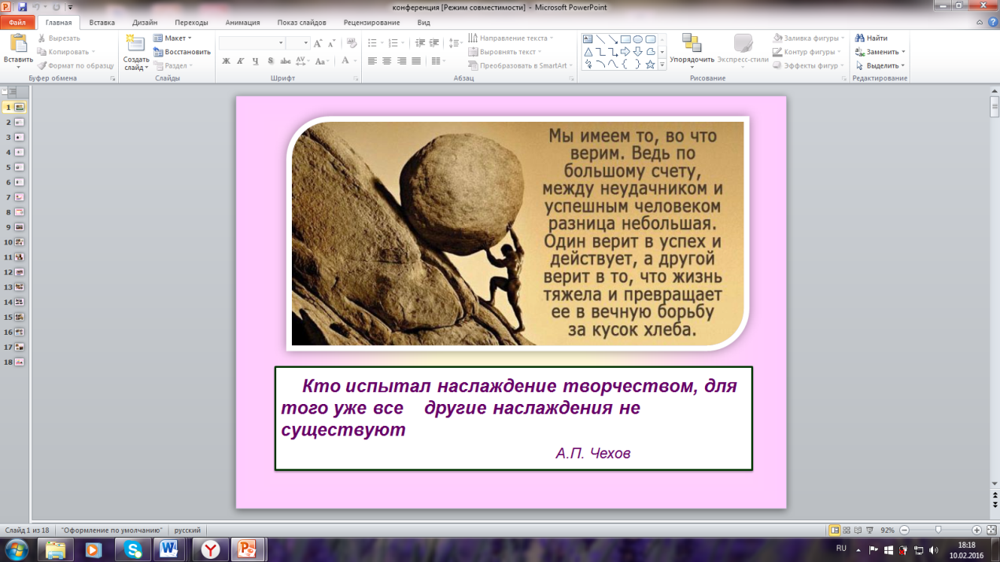 конференция [Режим совместимости] - Microsoft PowerPoint
Файл Главная Вставка Дизайн Переходы Анимация Показ слайдов Рецензирование Вид
Вставить
Вырезать
Копировать
Формат по образцу
Буфер обмена
Создать слайд
Макет
Восстановить
Раздел
Слайды
Ж К Ч S abc AV Aa A
Шрифт
Направление текста
Выровнять текст
Преобразовать в SmartArt
Абзац
Упорядочить
Экспресс-стили
Заливка фигуры
Контур фигуры
Эффекты фигур
Рисование
Найти
Заменить
Выделить
Редактирование
1
2
3
4
5
6
7
8
9
10
11
12
13
14
15
16
17
18
Мы имеем то, во что
верим. Ведь по
большому счету,
между неудачником и
успешным человеком
разница небольшая.
Один верит в успех и
действует, а другой
верит в то, что жизнь
тяжела и превращает
ее в вечную борьбу
за кусок хлеба.
Кто испытал наслаждение творчеством, для
того уже все другие наслаждения не
существуют
А.П. Чехов
Слайд 1 из 18 "Оформление по умолчанию" русский 92%
RU 18:18
10.02.2016